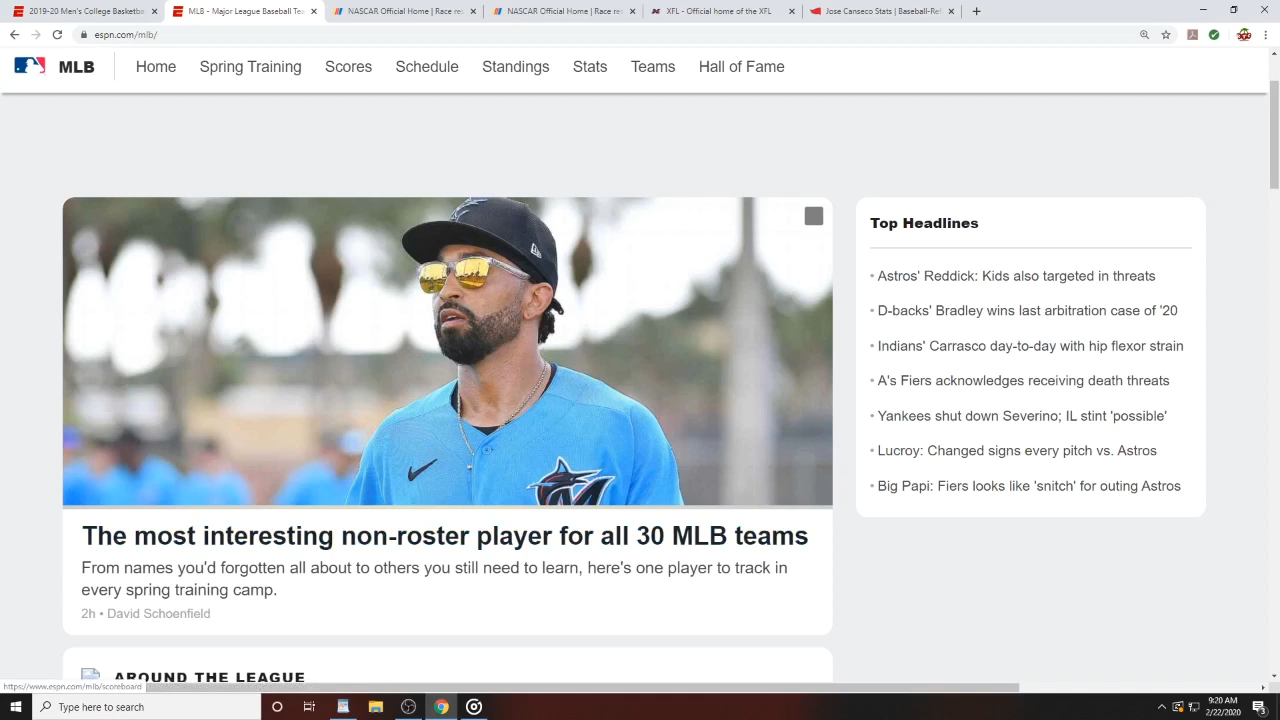 2019-20 Men's College Basketba
MLB - Major League Baseball Tea
NASCAR Official Home | Race re
NASCAR Official Home | Race re
XFL - Official Home of the XFL
Jose Canseco Stats | Baseball-Ref
espn.com/mlb/
MLB
Home
Spring Training
Scores
Schedule
Standings
Stats
Teams
Hall of Fame
Top Headlines
• Astros' Reddick: Kids also targeted in threats
• D-backs' Bradley wins last arbitration case of '20
• Indians' Carrasco day-to-day with hip flexor strain
• A's Fiers acknowledges receiving death threats
• Yankees shut down Severino; IL stint 'possible'
• Lucroy: Changed signs every pitch vs. Astros
• Big Papi: Fiers looks like 'snitch' for outing Astros
The most interesting non-roster player for all 30 MLB teams
From names you'd forgotten all about to others you still need to learn, here's one player to track in
every spring training camp.
2h • David Schoenfield
AROUND THE LEAGUE
https://www.espn.com/mlb/scoreboard
Type here to search
9:20 AM
2/22/2020